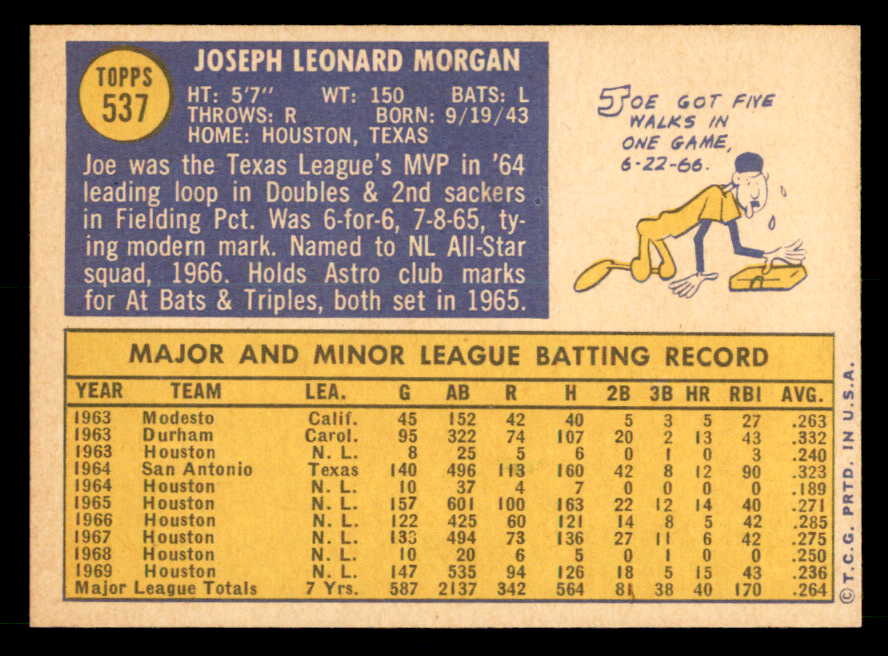 TOPPS
537
JOSEPH LEONARD MORGAN
HT: 5'7" WT: 150 BATS: L
THROWS: R BORN: 9/19/43
HOME: HOUSTON, TEXAS
Joe was the Texas League's MVP in '64
leading loop in Doubles & 2nd sackers
in Fielding Pct. Was 6-for-6, 7-8-65, ty-
ing modern mark. Named to NL All-Star
squad, 1966. Holds Astro club marks
for At Bats & Triples, both set in 1965.
JOE GOT FIVE
WALKS IN
ONE GAME,
6-22-66.
MAJOR AND MINOR LEAGUE BATTING RECORD
YEAR TEAM LEA. G AB R H 2B 3B HR RBI AVG.
1963 Modesto Calif. 45 152 42 40 5 3 5 27 .263
1963 Durham Carol. 95 322 74 107 20 2 13 43 .332
1963 Houston N. L. 8 25 5 6 0 1 0 3 .240
1964 San Antonio Texas 140 496 113 160 42 8 12 90 .323
1964 Houston N. L. 10 37 4 7 0 0 0 0 .189
1965 Houston N. L. 157 601 100 163 22 12 14 40 .271
1966 Houston N. L. 122 425 60 121 14 8 5 42 .285
1967 Houston N. L. 133 494 73 136 27 11 6 42 .275
1968 Houston N. L. 10 20 6 5 0 1 0 0 .250
1969 Houston N. L. 147 535 94 126 18 5 15 43 .236
Major League Totals 7 Yrs. 587 2137 342 564 81 38 40 170 .264
© T.C.G. PRTD. IN U.S.A.